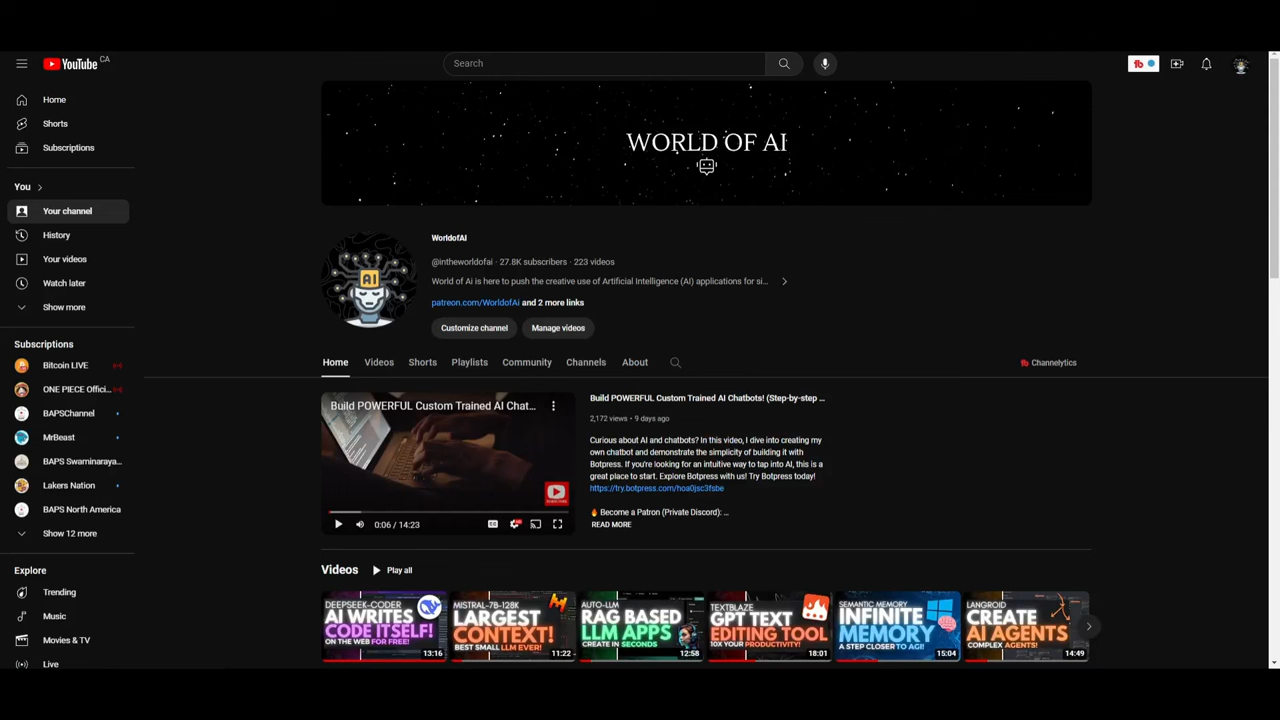 YouTube CA
Search
Home
Shorts
Subscriptions
You
Your channel
History
Your videos
Watch later
Show more
Subscriptions
Bitcoin LIVE
ONE PIECE Offici...
BAPSChannel
MrBeast
BAPS Swaminaraya...
Lakers Nation
BAPS North America
Show 12 more
Explore
Trending
Music
Movies & TV
Live
tb
WORLD OF AI
AI
WorldofAI
@intheworldofai · 27.8K subscribers · 223 videos
World of Ai is here to push the creative use of Artificial Intelligence (AI) applications for si...
patreon.com/WorldofAi and 2 more links
Customize channel
Manage videos
Home
Videos
Shorts
Playlists
Community
Channels
About
tb Channelytics
Build POWERFUL Custom Trained AI Chat...
0:06 / 14:23
Build POWERFUL Custom Trained AI Chatbots! (Step-by-step ...
2,172 views • 9 days ago
Curious about AI and chatbots? In this video, I dive into creating my
own chatbot and demonstrate the simplicity of building it with
Botpress. If you're looking for an intuitive way to tap into AI, this is a
great place to start. Explore Botpress with us! Try Botpress today!
https://try.botpress.com/hoa0jsc3fsbe
🔥 Become a Patron (Private Discord): ...
READ MORE
Videos
Play all
DEEPSEEK-CODER
AI WRITES
CODE ITSELF!
ON THE WEB FOR FREE!
13:16
MISTRAL-7B-128K
LARGEST
CONTEXT!
BEST SMALL LLM EVER!
11:22
AUTO-LLM
RAG BASED
LLM APPS
CREATE IN SECONDS
12:58
TEXTBLAZE
GPT TEXT
EDITING TOOL
10X YOUR PRODUCTIVITY!
18:01
SEMANTIC MEMORY
INFINITE
MEMORY
A STEP CLOSER TO AGI!
15:04
LANGROID
CREATE
AI AGENTS
COMPLEX AGENTS!
14:49